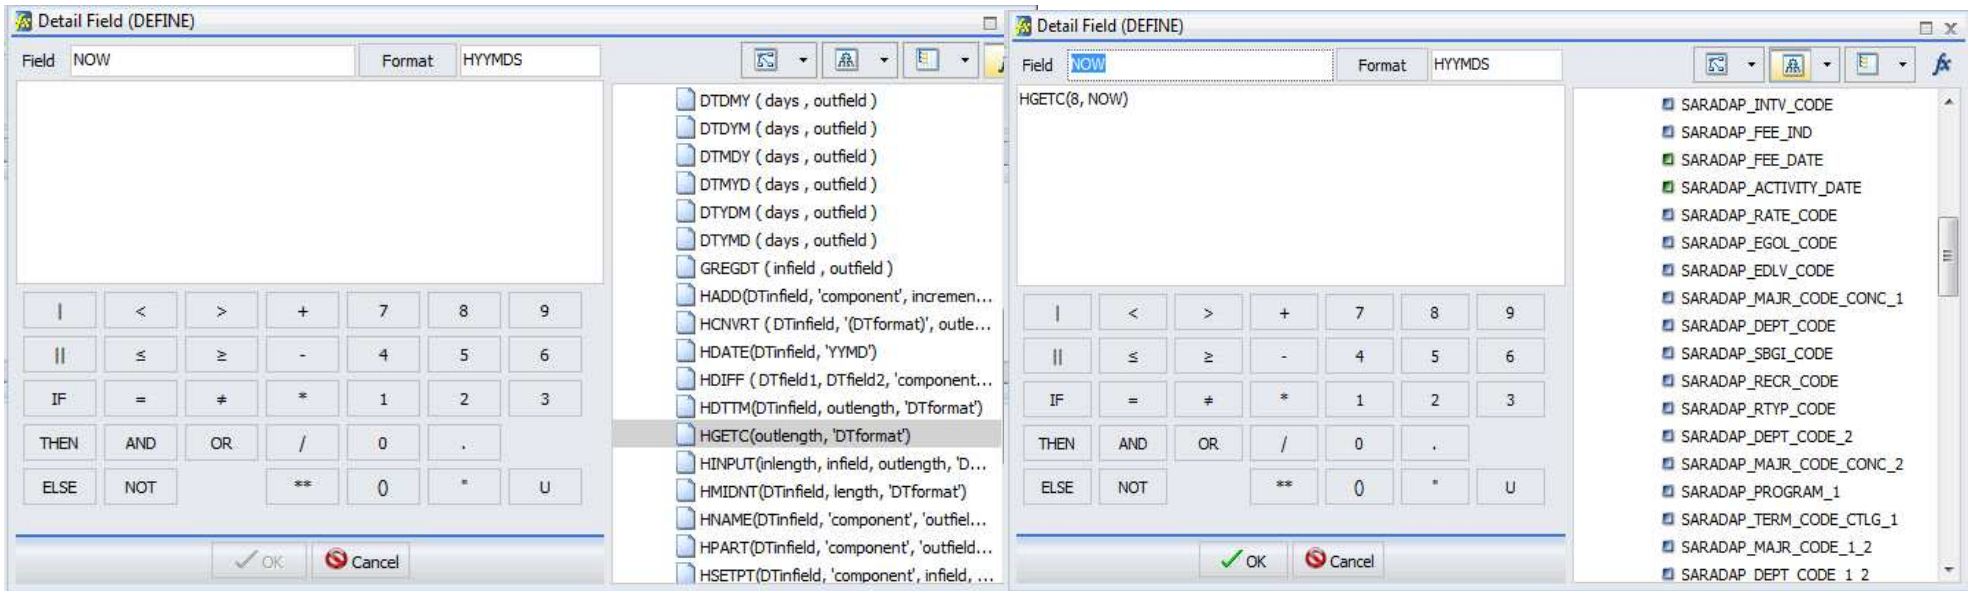 Detail Field (DEFINE)
Field NOW Format HYYMDS
DTDMY ( days , outfield )
DTDYM ( days , outfield )
DTMDY ( days , outfield )
DTMYD ( days , outfield )
DTYDM ( days , outfield )
DTYMD ( days , outfield )
GREGDT ( infield , outfield )
HADD(DTinfield, 'component', incremen...
HCNVRT ( DTinfield, '(DTformat)', outle...
HDATE(DTinfield, 'YYMD')
HDIFF ( DTfield1, DTfield2, 'component...
HDTTM(DTinfield, outlength, 'DTformat')
HGETC(outlength, 'DTformat')
HINPUT(inlength, infield, outlength, 'D...
HMIDNT(DTinfield, length, 'DTformat')
HNAME(DTinfield, 'component', 'outfiel...
HPART(DTinfield, 'component', 'outfield...
HSETPT(DTinfield, 'component', infield, ...
| < > + 7 8 9
|| ≤ ≥ - 4 5 6
IF = ≠ * 1 2 3
THEN AND OR / 0 .
ELSE NOT ** () " U
OK Cancel
Detail Field (DEFINE)
Field NOW Format HYYMDS fx
HGETC(8, NOW)
SARADAP_INTV_CODE
SARADAP_FEE_IND
SARADAP_FEE_DATE
SARADAP_ACTIVITY_DATE
SARADAP_RATE_CODE
SARADAP_EGOL_CODE
SARADAP_EDLV_CODE
SARADAP_MAJR_CODE_CONC_1
SARADAP_DEPT_CODE
SARADAP_SBGI_CODE
SARADAP_RECR_CODE
SARADAP_RTYP_CODE
SARADAP_DEPT_CODE_2
SARADAP_MAJR_CODE_CONC_2
SARADAP_PROGRAM_1
SARADAP_TERM_CODE_CTLG_1
SARADAP_MAJR_CODE_1_2
SARADAP_DEPT_CODE_1_2
| < > + 7 8 9
|| ≤ ≥ - 4 5 6
IF = ≠ * 1 2 3
THEN AND OR / 0 .
ELSE NOT ** () " U
OK Cancel